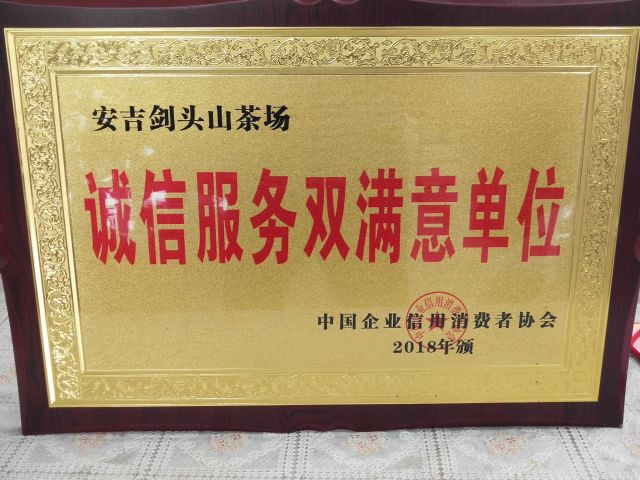 安吉剑头山茶场
诚信服务双满意单位
中国企业信用消费者协会
2018年颁